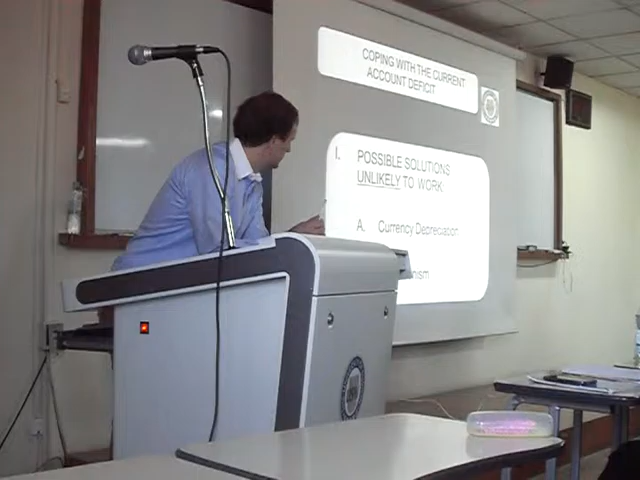 COPING WITH THE CURRENT
ACCOUNT DEFICIT
I. POSSIBLE SOLUTIONS
UNLIKELY TO WORK
A. Currency Depreciation